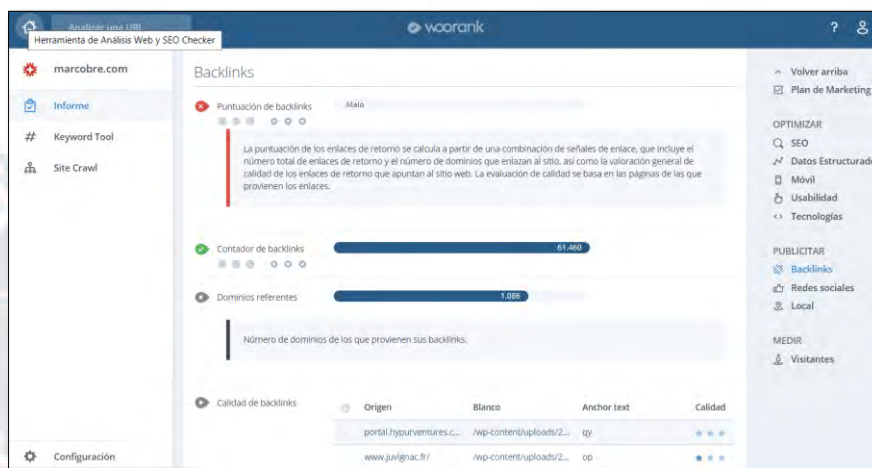 Analizar una URL
woorank
?
Herramienta de Análisis Web y SEO Checker
marcobre.com
Informe
# Keyword Tool
Site Crawl
Configuración
Backlinks
Puntuación de backlinks
Malo
La puntuación de los enlaces de retorno se calcula a partir de una combinación de señales de enlace, que incluye el
número total de enlaces de retorno y el número de dominios que enlazan al sitio, así como la valoración general de
calidad de los enlaces de retorno que apuntan al sitio web. La evaluación de calidad se basa en las páginas de las que
provienen los enlaces.
Contador de backlinks
61.460
Dominios referentes
1.086
Número de dominios de los que provienen sus backlinks.
Calidad de backlinks
Origen Blanco Anchor text Calidad
portal.hypurventures.c... /wp-content/uploads/2... qy
www.juvignac.fr/ /wp-content/uploads/2... op
Volver arriba
Plan de Marketing
OPTIMIZAR
SEO
Datos Estructurado
Móvil
Usabilidad
Tecnologías
PUBLICITAR
Backlinks
Redes sociales
Local
MEDIR
Visitantes